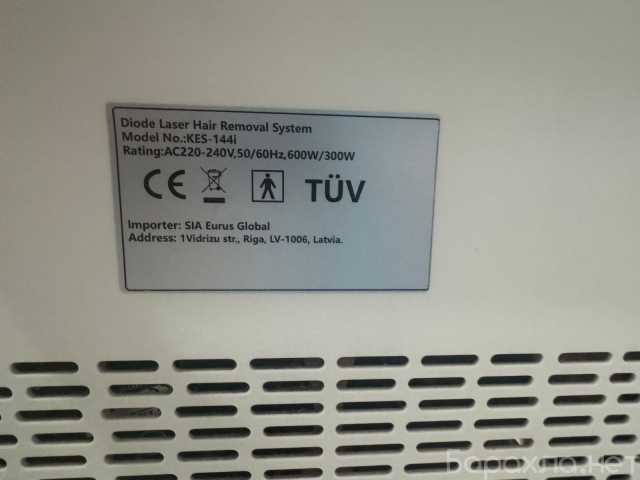 Diode Laser Hair Removal System
Model No.:KES-144i
Rating:AC220-240V,50/60Hz,600W/300W
CE TÜV
Importer: SIA Eurus Global
Address: 1Vidrizu str., Riga, LV-1006, Latvia.
Барахла.нет